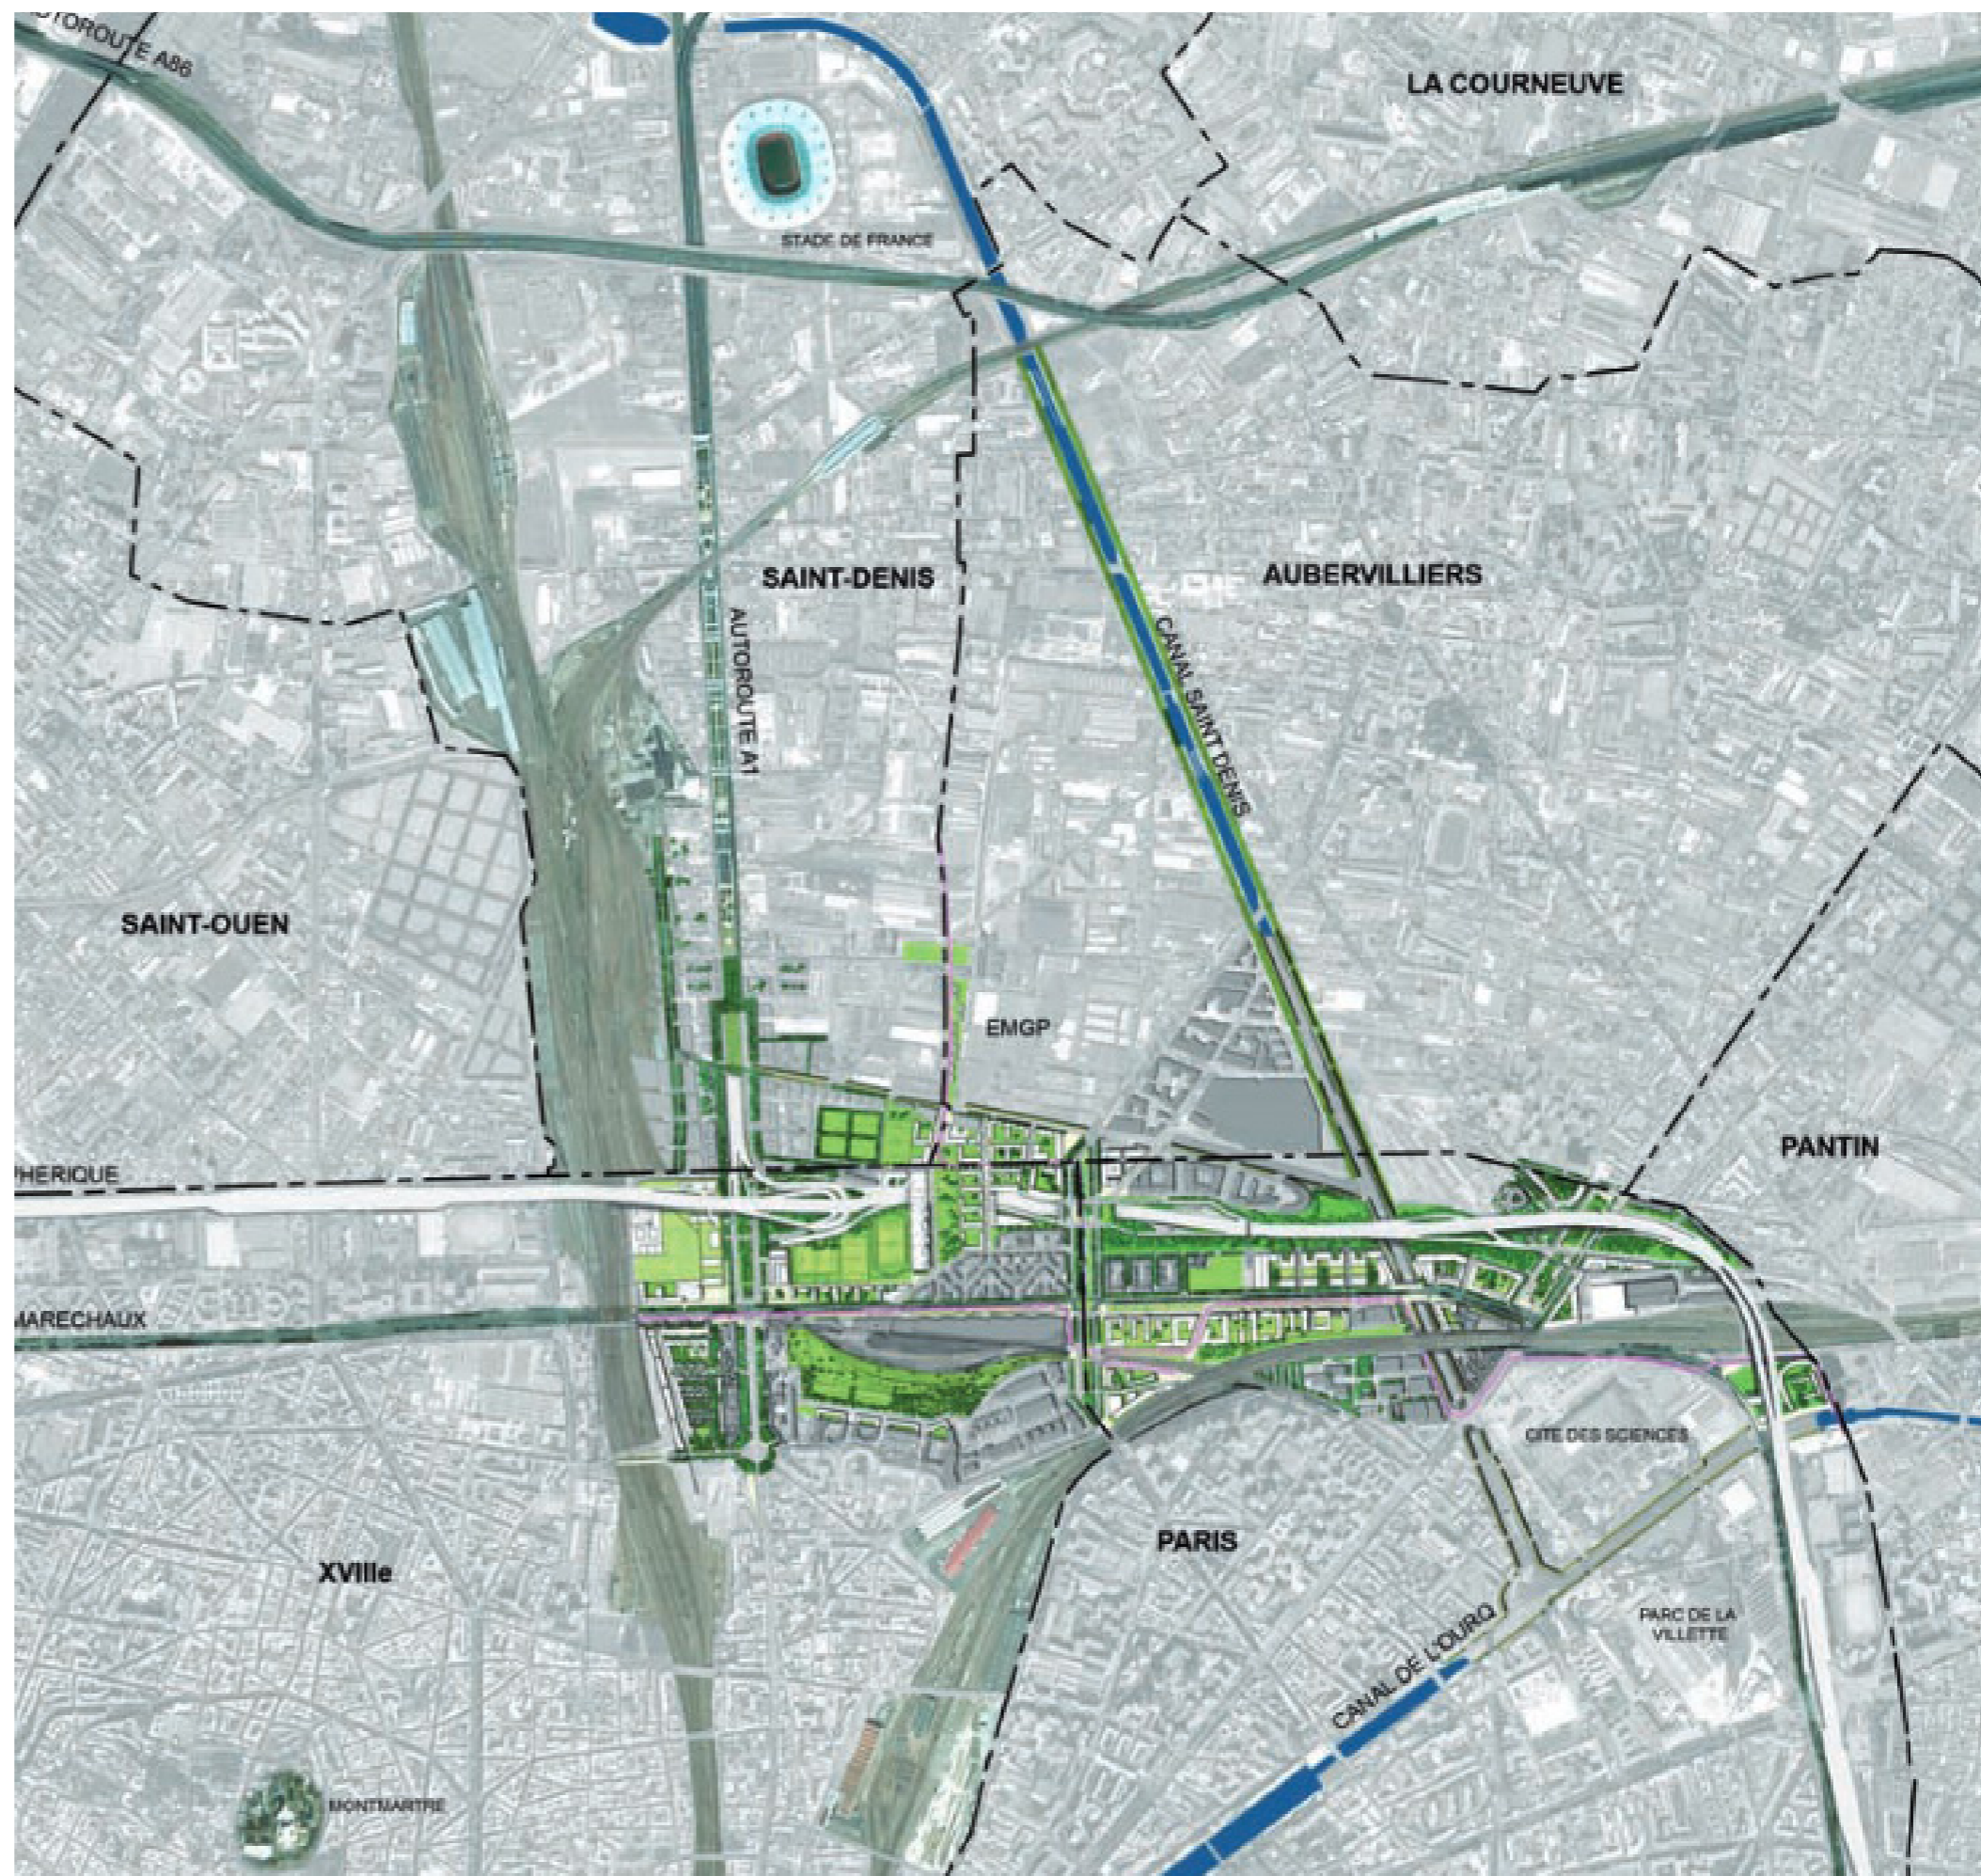 AUTOROUTE A86
LA COURNEUVE
STADE DE FRANCE
SAINT-DENIS
AUBERVILLIERS
AUTOROUTE A1
CANAL SAINT DENIS
SAINT-OUEN
EMGP
PANTIN
'HERIQUE
MARECHAUX
CITE DES SCIENCES
PARIS
XVIIIe
PARC DE LA
VILLETTE
CANAL DE L'OURQ
MONTMARTRE